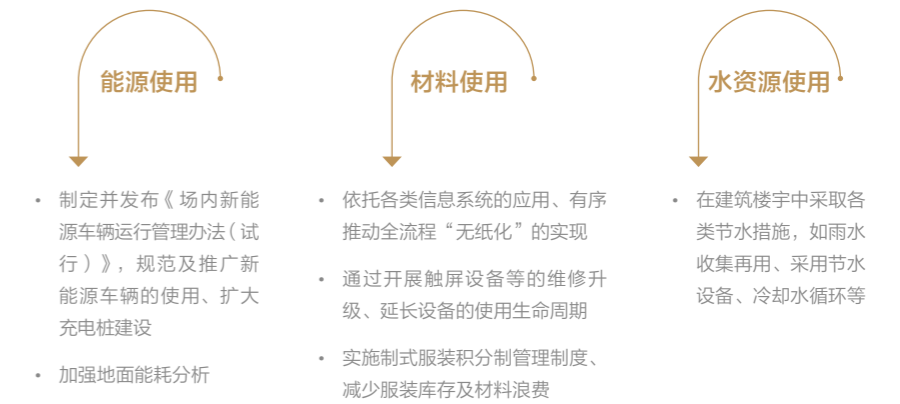 能源使用
• 制定并发布《场内新能
源车辆运行管理办法（试
行）》，规范及推广新
能源车辆的使用、扩大
充电桩建设
• 加强地面能耗分析
材料使用
• 依托各类信息系统的应用、有序
推动全流程“无纸化”的实现
• 通过开展触屏设备等的维修升
级、延长设备的使用生命周期
• 实施制式服装积分制管理制度、
减少服装库存及材料浪费
水资源使用
• 在建筑楼宇中采取各
类节水措施，如雨水
收集再用、采用节水
设备、冷却水循环等